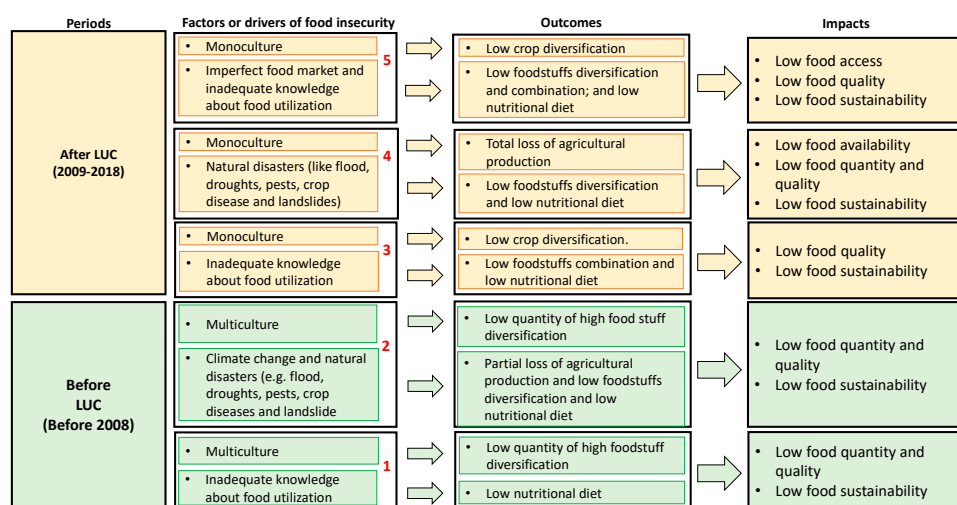 Periods
Factors or drivers of food insecurity
Outcomes
Impacts
After LUC
(2009-2018)
• Monoculture
• Imperfect food market and
inadequate knowledge
about food utilization
5
• Low crop diversification
• Low foodstuffs diversification
and combination; and low
nutritional diet
• Low food access
• Low food quality
• Low food sustainability
• Monoculture
• Natural disasters (like flood,
droughts, pests, crop
disease and landslides)
4
• Total loss of agricultural
production
• Low foodstuffs diversification
and low nutritional diet
• Low food availability
• Low food quantity and
quality
• Low food sustainability
• Monoculture
• Inadequate knowledge
about food utilization
3
• Low crop diversification.
• Low foodstuffs combination and
low nutritional diet
• Low food quality
• Low food sustainability
Before
LUC
(Before 2008)
• Multiculture
• Climate change and natural
disasters (e.g. flood,
droughts, pests, crop
diseases and landslide
2
• Low quantity of high food stuff
diversification
• Partial loss of agricultural
production and low foodstuffs
diversification and low
nutritional diet
• Low food quantity and
quality
• Low food sustainability
• Multiculture
• Inadequate knowledge
about food utilization
1
• Low quantity of high foodstuff
diversification
• Low nutritional diet
• Low food quantity and
quality
• Low food sustainability